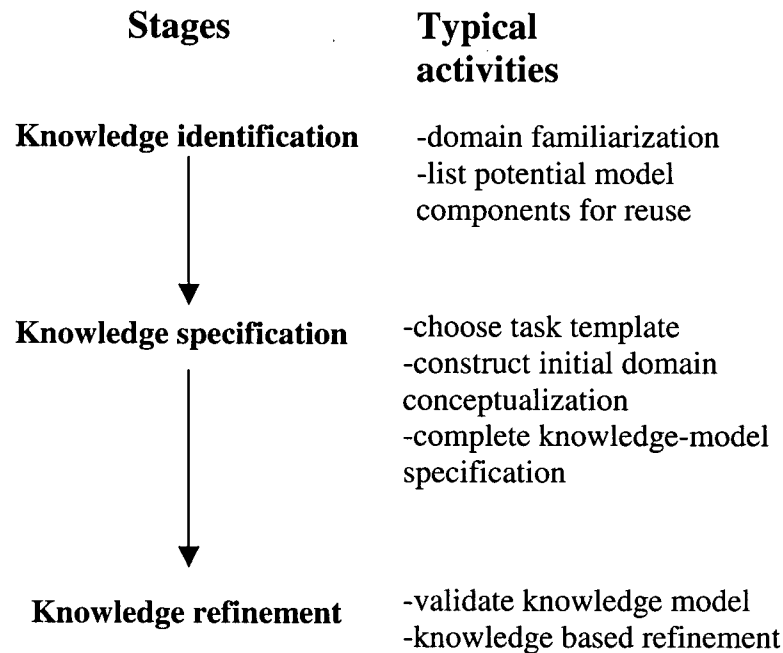 Stages
Typical
activities
Knowledge identification
-domain familiarization
-list potential model
components for reuse
Knowledge specification
-choose task template
-construct initial domain
conceptualization
-complete knowledge-model
specification
Knowledge refinement
-validate knowledge model
-knowledge based refinement